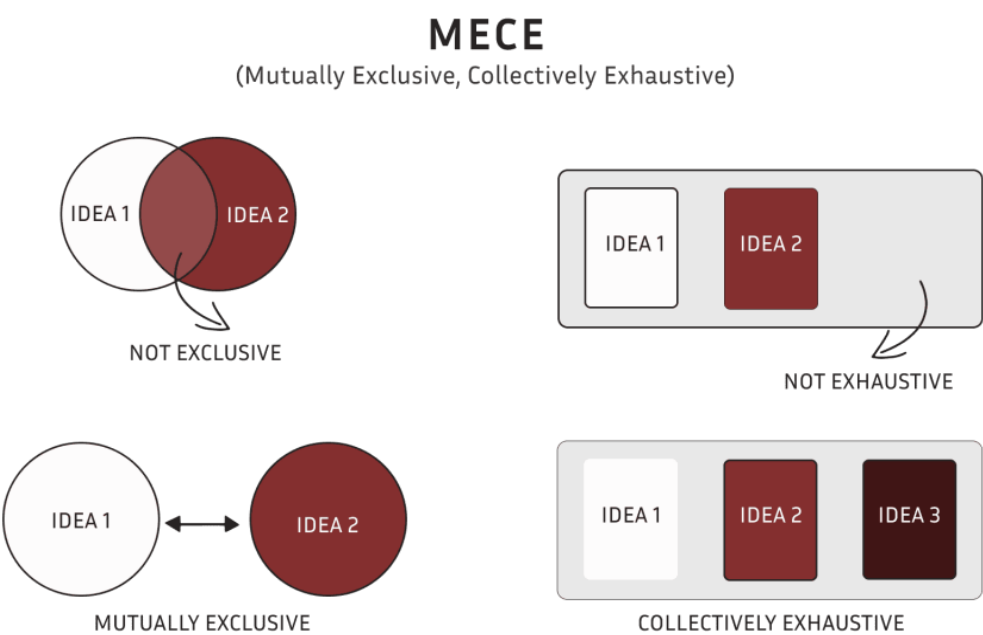 MECE
(Mutually Exclusive, Collectively Exhaustive)
IDEA 1
IDEA 2
NOT EXCLUSIVE
IDEA 1
IDEA 2
NOT EXHAUSTIVE
IDEA 1
IDEA 2
MUTUALLY EXCLUSIVE
IDEA 1
IDEA 2
IDEA 3
COLLECTIVELY EXHAUSTIVE